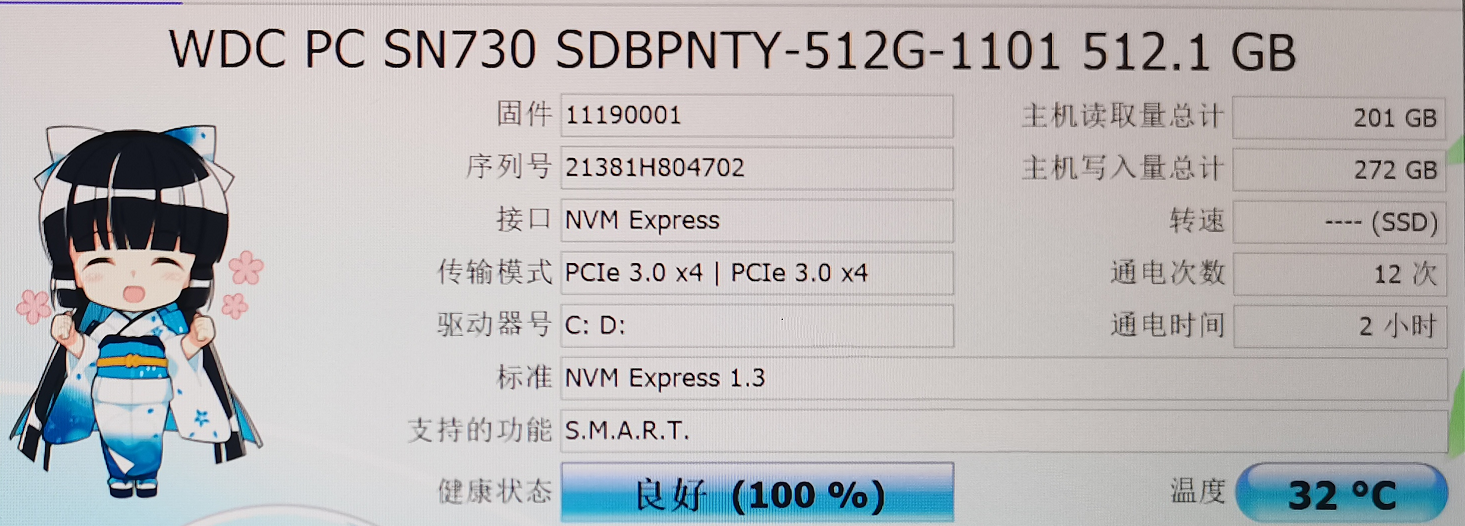 WDC PC SN730 SDBPNTY-512G-1101 512.1 GB
固件 11190001 主机读取量总计 201 GB
序列号 21381H804702 主机写入量总计 272 GB
接口 NVM Express 转速 ---- (SSD)
传输模式 PCIe 3.0 x4 | PCIe 3.0 x4 通电次数 12 次
驱动器号 C: D: 通电时间 2 小时
标准 NVM Express 1.3
支持的功能 S.M.A.R.T.
健康状态 良好 (100 %) 温度 32 °C